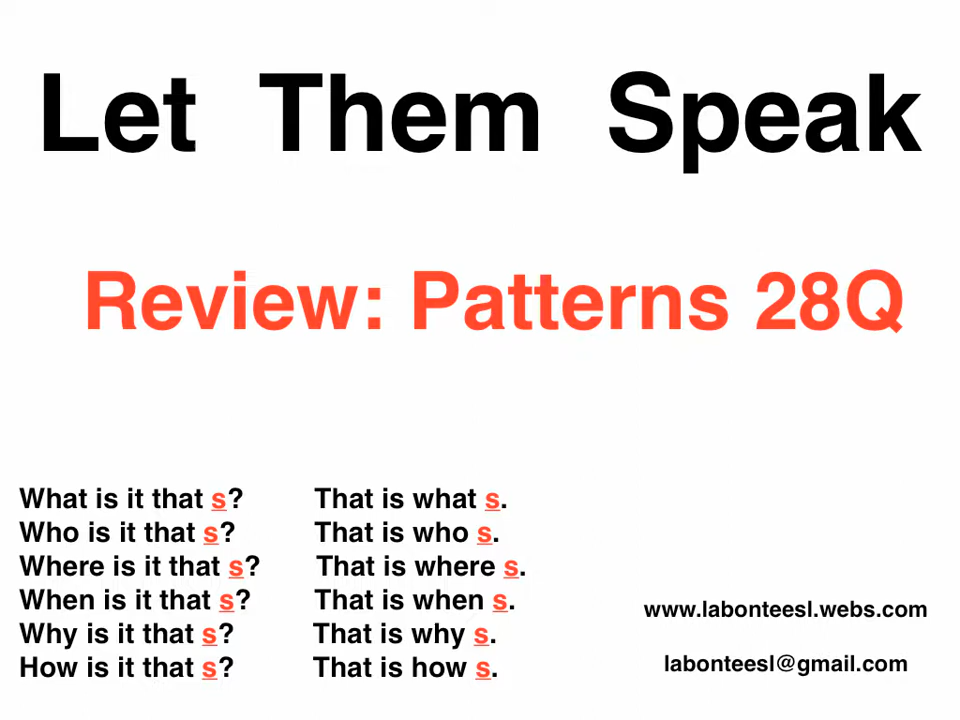 Let Them Speak
Review: Patterns 28Q
What is it that s? That is what s.
Who is it that s? That is who s.
Where is it that s? That is where s.
When is it that s? That is when s.
Why is it that s? That is why s.
How is it that s? That is how s.
www.labonteesl.webs.com
labonteesl@gmail.com